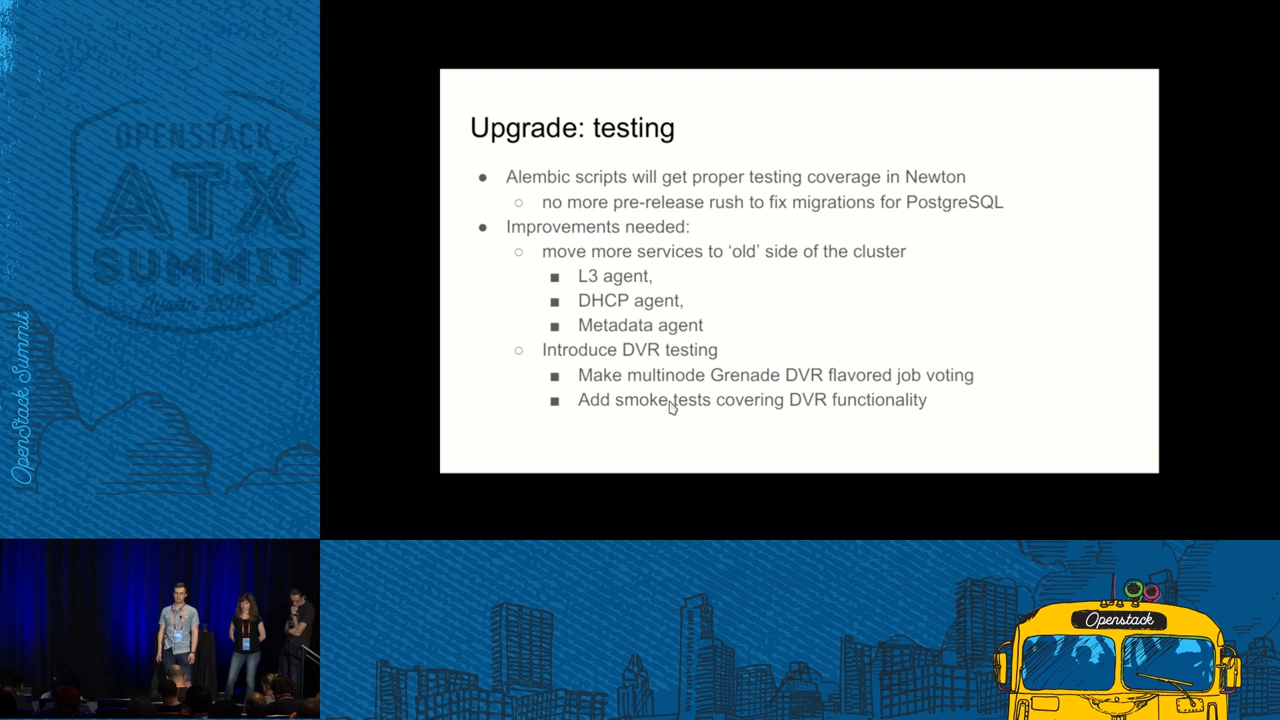 OPENSTACK
ATX
SUMMIT
Austin 2016
OpenStack Summit
Upgrade: testing
● Alembic scripts will get proper testing coverage in Newton
○ no more pre-release rush to fix migrations for PostgreSQL
● Improvements needed:
○ move more services to ‘old’ side of the cluster
■ L3 agent,
■ DHCP agent,
■ Metadata agent
○ Introduce DVR testing
■ Make multinode Grenade DVR flavored job voting
■ Add smoke tests covering DVR functionality
Openstack